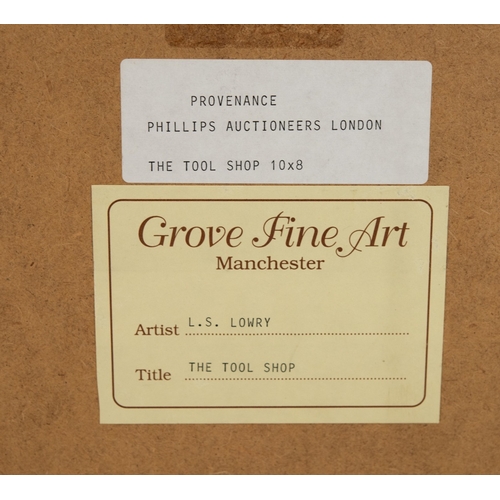 PROVENANCE
PHILLIPS AUCTIONEERS LONDON
THE TOOL SHOP 10x8
Grove Fine Art
Manchester
Artist L.S. LOWRY
Title THE TOOL SHOP